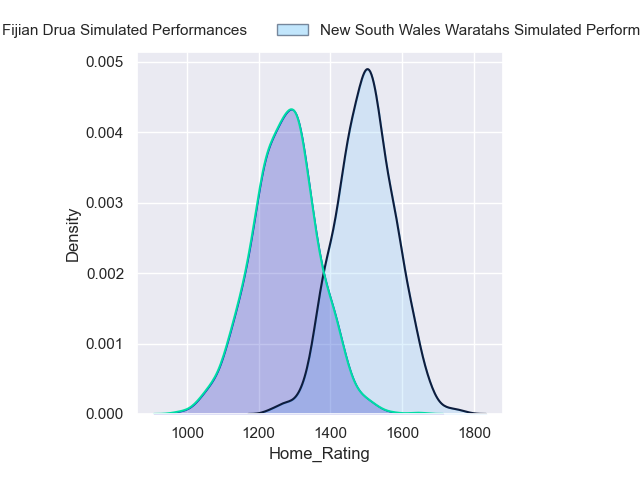 Fijian Drua Simulated Performances
New South Wales Waratahs Simulated Perform
0.005
0.004
0.003
0.002
0.001
0.000
Density
1000 1200 1400 1600 1800
Home_Rating